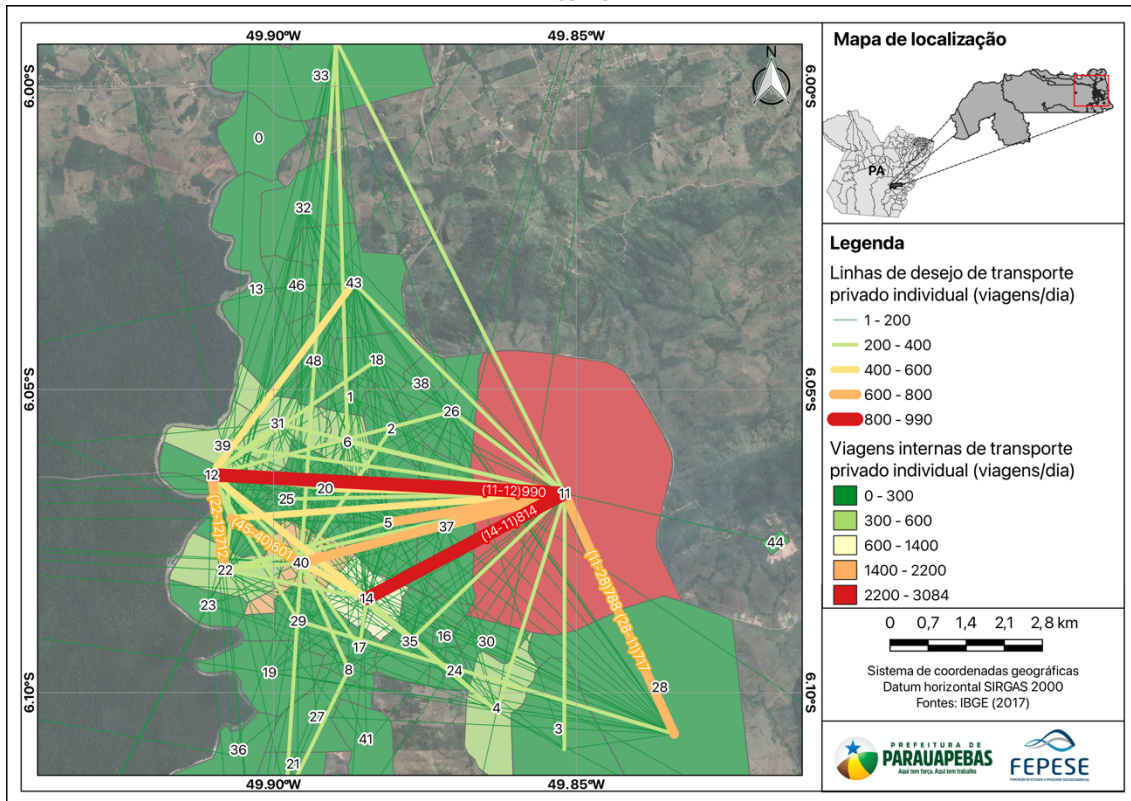 49.90°W
49.85°W
N
6.00°S
6.00°S
33
0
32
13
46
43
48
18
38
1
26
6.05°S
6.05°S
31
2
6
39
12
20
(11-12)990
11
25
(22-12)712
(45-40)601
5
37
(14-11)814
44
22
40
14
23
(11-28)788 (28-11)717
29
17
35
16
30
19
8
24
28
6.10°S
6.10°S
4
27
3
36
41
21
49.90°W
49.85°W
Mapa de localização
PA
Legenda
Linhas de desejo de transporte
privado individual (viagens/dia)
1 - 200
200 - 400
400 - 600
600 - 800
800 - 990
Viagens internas de transporte
privado individual (viagens/dia)
0 - 300
300 - 600
600 - 1400
1400 - 2200
2200 - 3084
0 0,7 1,4 2,1 2,8 km
Sistema de coordenadas geográficas
Datum horizontal SIRGAS 2000
Fontes: IBGE (2017)
PREFEITURA DE
PARAUAPEBAS
Aqui tem força. Aqui tem trabalho
FEPESE